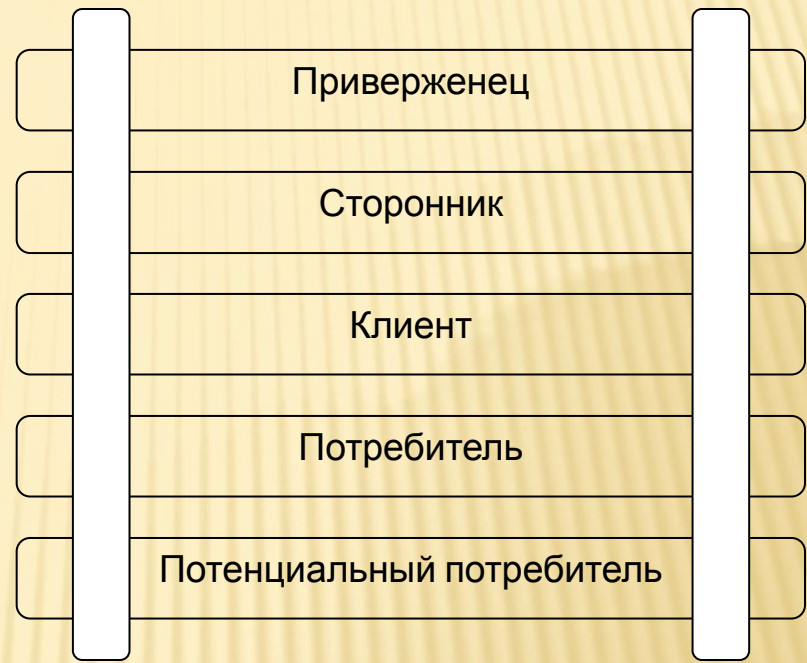 Приверженец
Сторонник
Клиент
Потребитель
Потенциальный потребитель